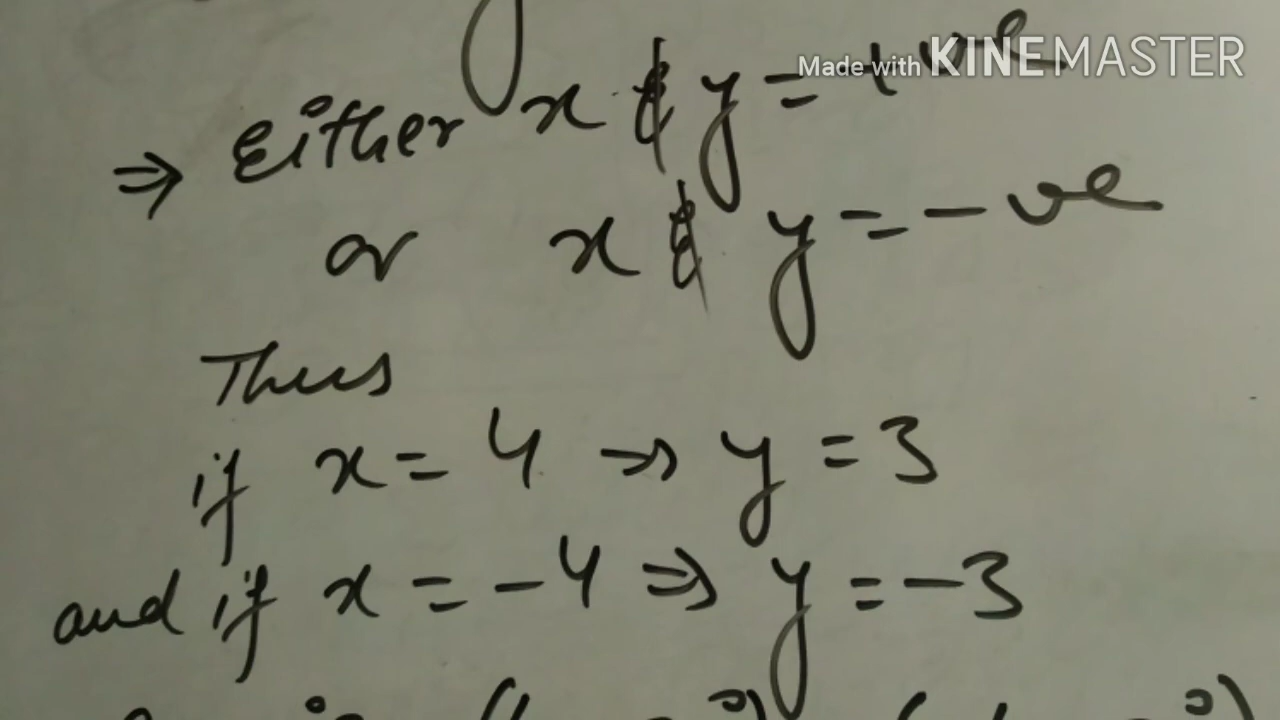 Made with KINEMASTER
⇒ Either x & y = +ve
or x & y = -ve
Thus
if x = 4 ⇒ y = 3
and if x = -4 ⇒ y = -3